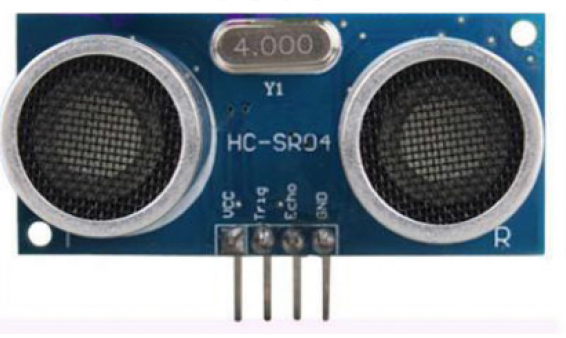 4.000
Y1
HC-SR04
VCC Trig Echo GND
T R